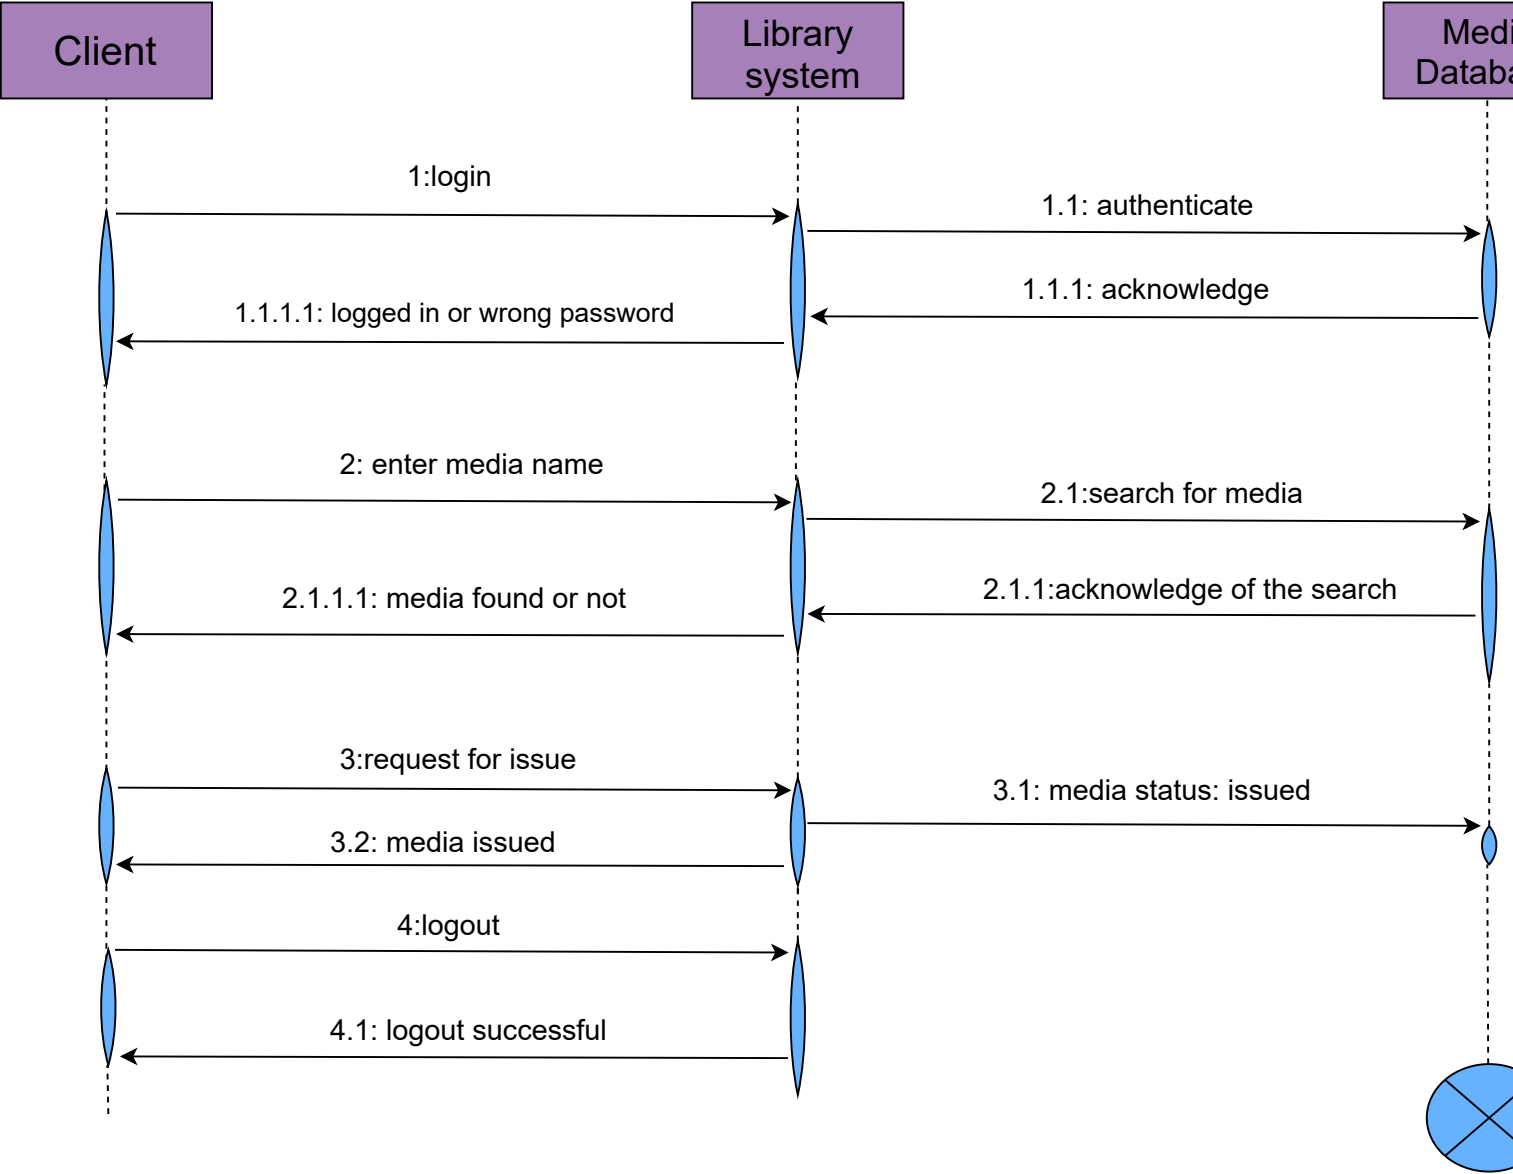 Client
Library
system
Medi
Databa
1:login
1.1: authenticate
1.1.1: acknowledge
1.1.1.1: logged in or wrong password
2: enter media name
2.1:search for media
2.1.1:acknowledge of the search
2.1.1.1: media found or not
3:request for issue
3.1: media status: issued
3.2: media issued
4:logout
4.1: logout successful